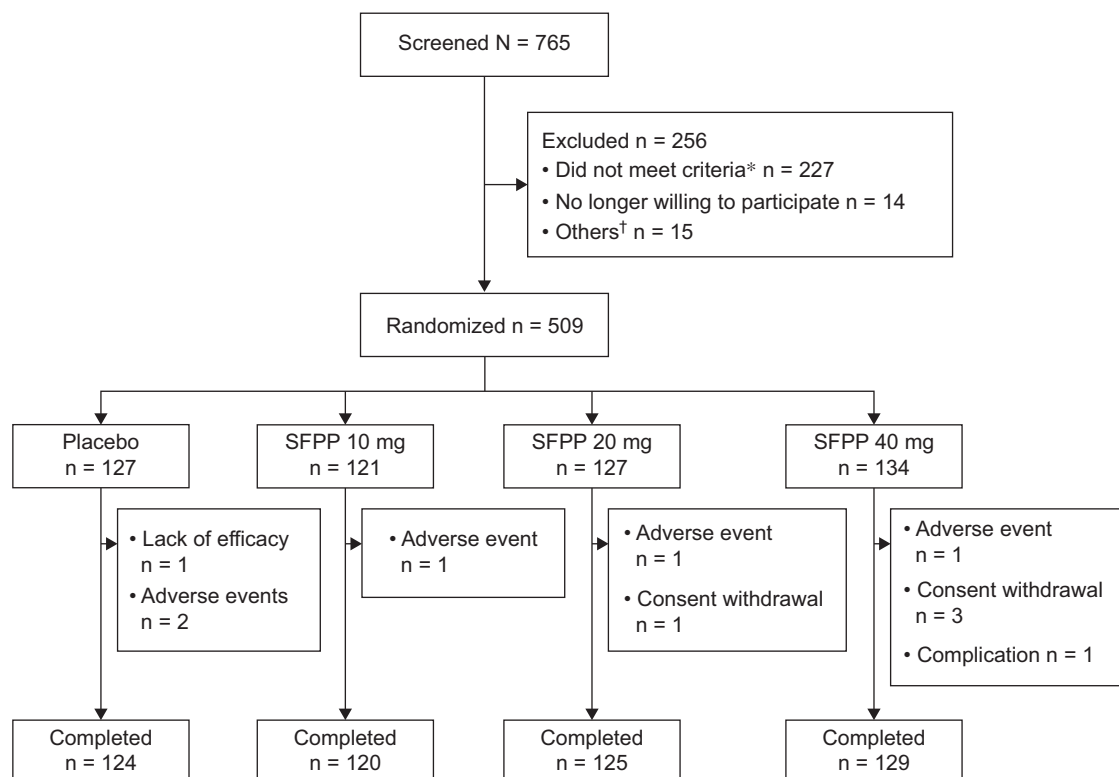 Screened N = 765
Excluded n = 256
• Did not meet criteria* n = 227
• No longer willing to participate n = 14
• Others† n = 15
Randomized n = 509
Placebo
n = 127
SFPP 10 mg
n = 121
SFPP 20 mg
n = 127
SFPP 40 mg
n = 134
• Lack of efficacy
n = 1
• Adverse events
n = 2
• Adverse event
n = 1
• Adverse event
n = 1
• Consent withdrawal
n = 1
• Adverse event
n = 1
• Consent withdrawal
n = 3
• Complication n = 1
Completed
n = 124
Completed
n = 120
Completed
n = 125
Completed
n = 129